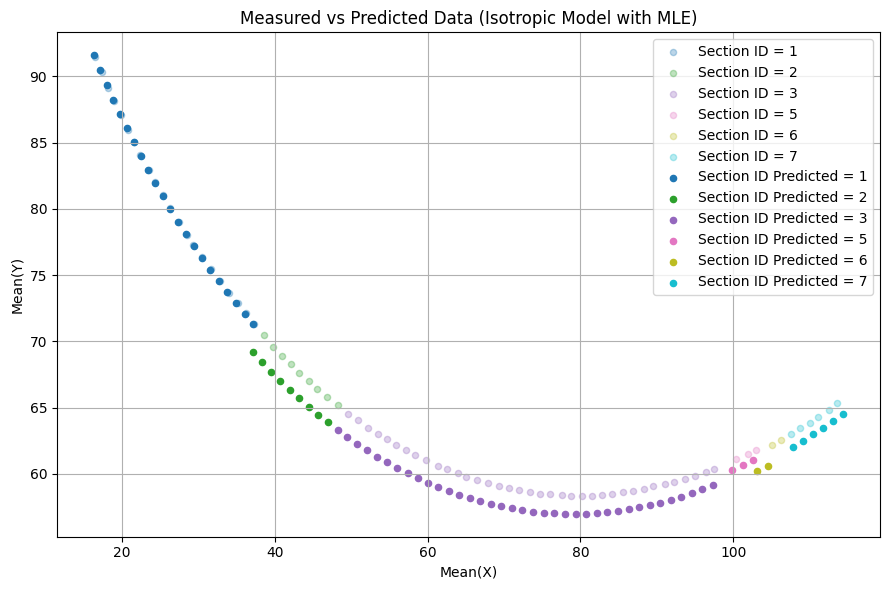 Measured vs Predicted Data (Isotropic Model with MLE)
Section ID = 1
Section ID = 2
Section ID = 3
Section ID = 5
Section ID = 6
Section ID = 7
Section ID Predicted = 1
Section ID Predicted = 2
Section ID Predicted = 3
Section ID Predicted = 5
Section ID Predicted = 6
Section ID Predicted = 7
Mean(Y)
90
85
80
75
70
65
60
20 40 60 80 100
Mean(X)